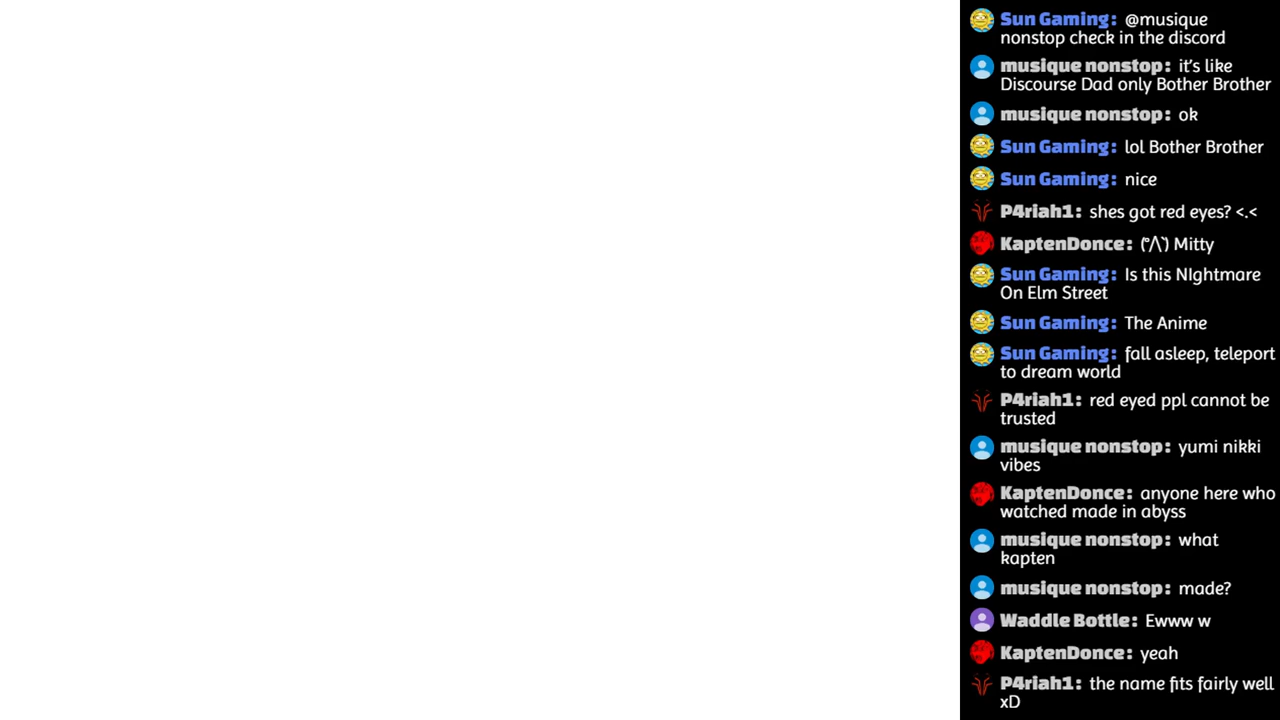 Sun Gaming: @musique
nonstop check in the discord
musique nonstop: it's like
Discourse Dad only Bother Brother
musique nonstop: ok
Sun Gaming: lol Bother Brother
Sun Gaming: nice
P4riah1: shes got red eyes? <.<
KaptenDonce: (°/\`) Mitty
Sun Gaming: Is this NIghtmare
On Elm Street
Sun Gaming: The Anime
Sun Gaming: fall asleep, teleport
to dream world
P4riah1: red eyed ppl cannot be
trusted
musique nonstop: yumi nikki
vibes
KaptenDonce: anyone here who
watched made in abyss
musique nonstop: what
kapten
musique nonstop: made?
Waddle Bottle: Ewww w
KaptenDonce: yeah
P4riah1: the name fits fairly well
xD